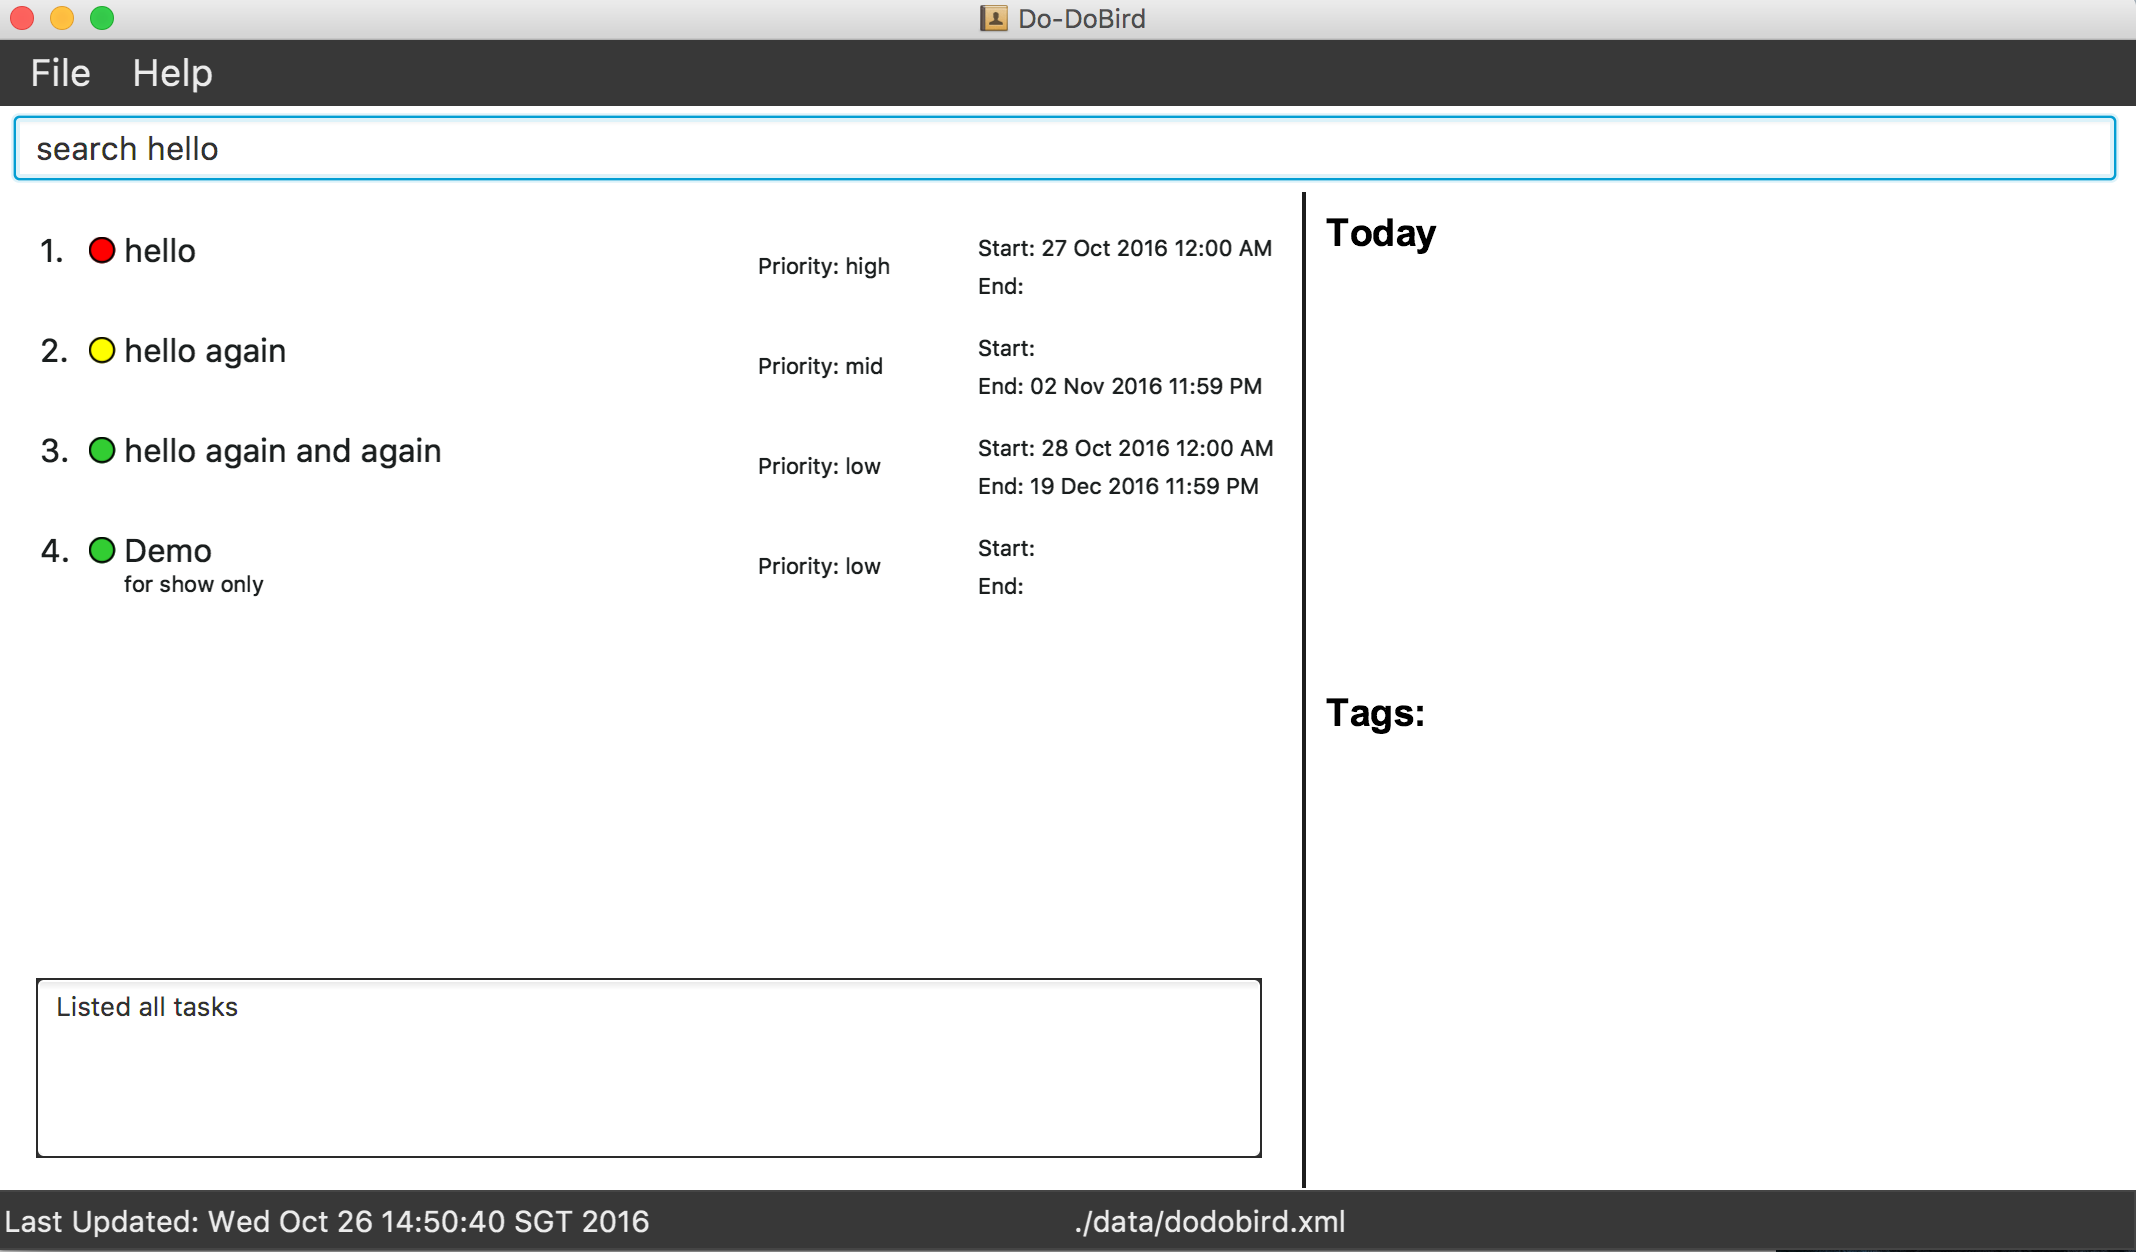 Do-DoBird
File Help
search hello
1. hello
Priority: high
Start: 27 Oct 2016 12:00 AM
End:
2. hello again
Priority: mid
Start:
End: 02 Nov 2016 11:59 PM
3. hello again and again
Priority: low
Start: 28 Oct 2016 12:00 AM
End: 19 Dec 2016 11:59 PM
4. Demo
for show only
Priority: low
Start:
End:
Listed all tasks
Today
Tags:
Last Updated: Wed Oct 26 14:50:40 SGT 2016
./data/dodobird.xml